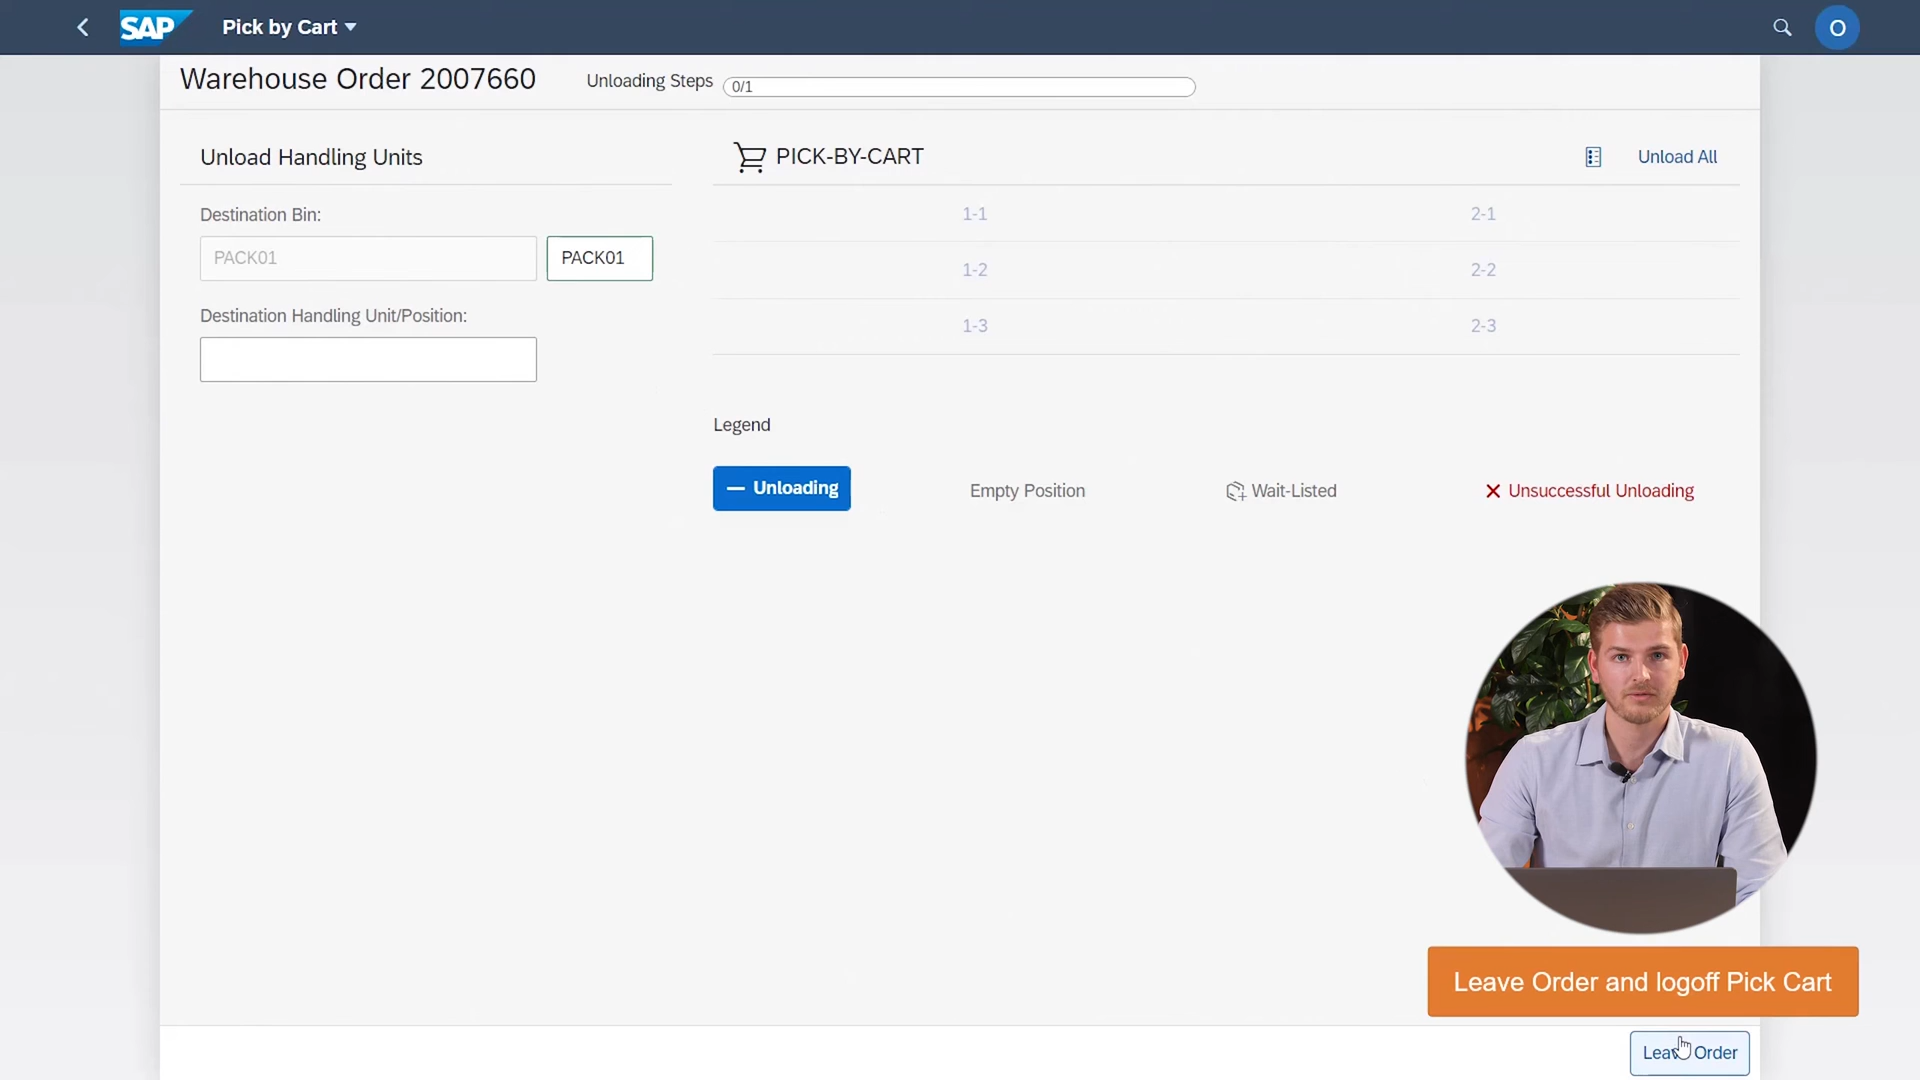 SAP
Pick by Cart
O
Warehouse Order 2007660
Unloading Steps
0/1
Unload Handling Units
PICK-BY-CART
Unload All
Destination Bin:
PACK01
PACK01
Destination Handling Unit/Position:
1-1
2-1
1-2
2-2
1-3
2-3
Legend
Unloading
Empty Position
Wait-Listed
Unsuccessful Unloading
Leave Order and logoff Pick Cart
Leave Order